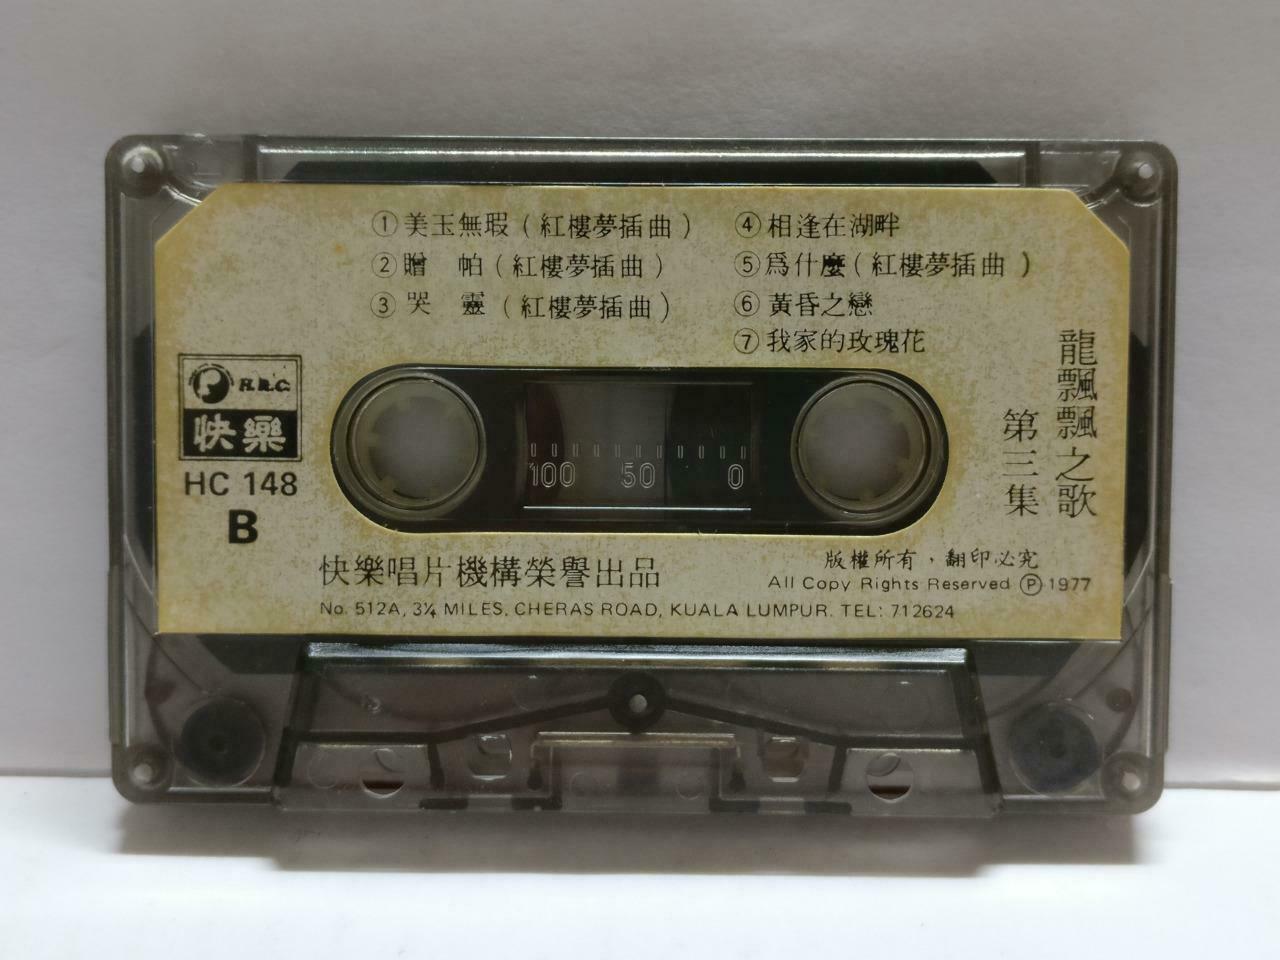 ①美玉無瑕(紅樓夢插曲)
②贈 帕(紅樓夢插曲)
③哭 靈(紅樓夢插曲)
④相逢在湖畔
⑤爲什麼(紅樓夢插曲)
⑥黃昏之戀
⑦我家的玫瑰花
龍飄飄之歌
第三集
H.R.C.
快樂
HC 148
B
100 50 0
快樂唱片機構榮譽出品
版權所有，翻印必究
All Copy Rights Reserved Ⓟ 1977
No. 512A, 3¼ MILES, CHERAS ROAD, KUALA LUMPUR. TEL: 712624